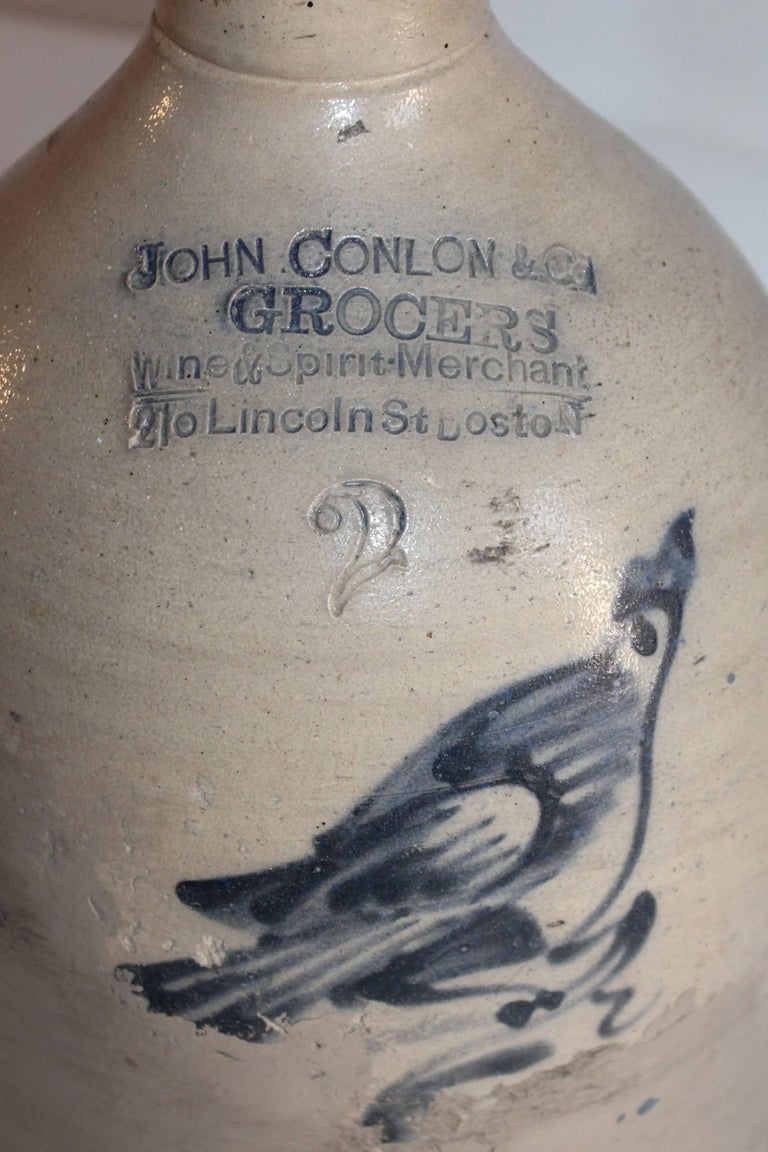 JOHN CONLON & Co
GROCERS
Wine & Spirit·Merchant
210 Lincoln St Boston
2